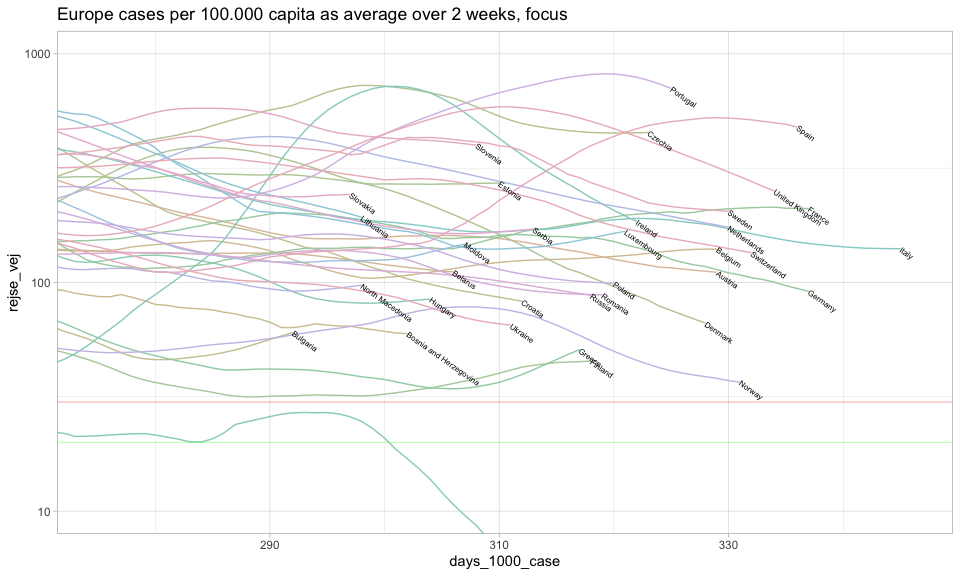 Europe cases per 100.000 capita as average over 2 weeks, focus
1000
Portugal
Spain
Czechia
Slovenia
Estonia
United Kingdom
France
Slovakia
Sweden
Lithuania
Ireland
Serbia
Netherlands
Luxembourg
Moldova
Belgium
Switzerland
Italy
rejse_vej
100
Belarus
Austria
North Macedonia
Hungary
Poland
Romania
Russia
Germany
Croatia
Ukraine
Denmark
Bulgaria
Bosnia and Herzegovina
Greece
Finland
Norway
10
290
310
330
days_1000_case